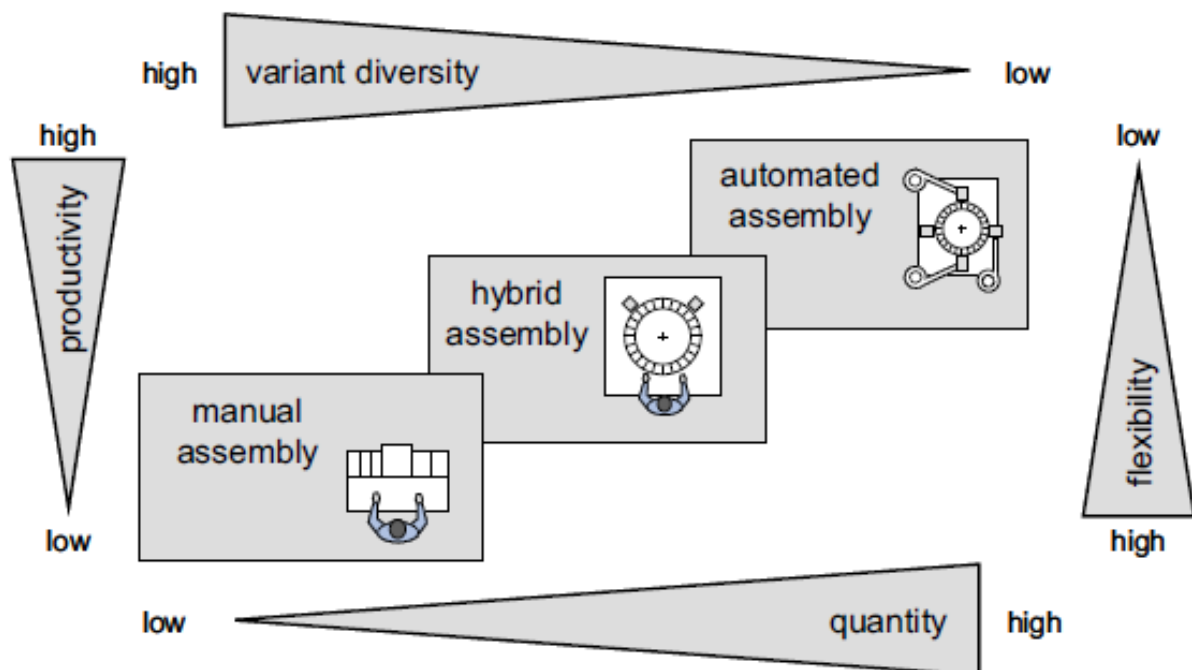 high
variant diversity
low
high
productivity
low
low
flexibility
high
automated
assembly
hybrid
assembly
manual
assembly
low
quantity
high